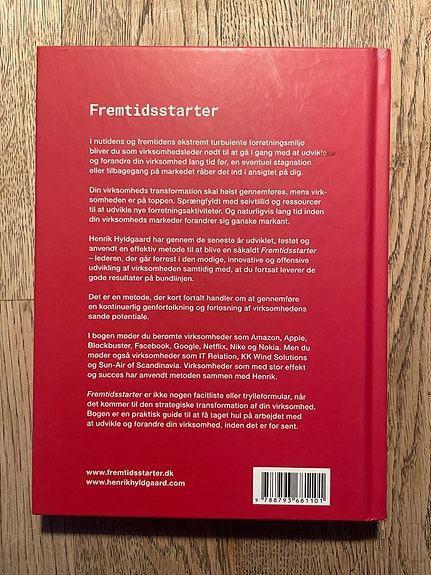 Fremtidsstarter
I nutidens og fremtidens ekstremt turbulente forretningsmiljø
bliver du som virksomhedsleder nødt til at gå i gang med at udvikle
og forandre din virksomhed lang tid før, en eventuel stagnation
eller tilbagegang på markedet råber det ind i ansigtet på dig.
Din virksomheds transformation skal helst gennemføres, mens virk-
somheden er på toppen. Sprængfyldt med selvtillid og ressourcer
til at udvikle nye forretningsaktiviteter. Og naturligvis lang tid inden
din virksomheds markeder forandrer sig ganske markant.
Henrik Hyldgaard har gennem de seneste år udviklet, testet og
anvendt en effektiv metode til at blive en såkaldt Fremtidsstarter
– lederen, der går forrest i den modige, innovative og offensive
udvikling af virksomheden samtidig med, at du fortsat leverer de
gode resultater på bundlinjen.
Det er en metode, der kort fortalt handler om at gennemføre
en kontinuerlig genfortolkning og forløsning af virksomhedens
sande potentiale.
I bogen møder du berømte virksomheder som Amazon, Apple,
Blockbuster, Facebook, Google, Netflix, Nike og Nokia. Men du
møder også virksomheder som IT Relation, KK Wind Solutions
og Sun-Air of Scandinavia. Virksomheder som med stor effekt
og succes har anvendt metoden sammen med Henrik.
Fremtidsstarter er ikke nogen facitliste eller trylleformular, når
det kommer til den strategiske transformation af din virksomhed.
Bogen er en praktisk guide til at få taget hul på arbejdet med
at udvikle og forandre din virksomhed, inden det er for sent.
www.fremtidsstarter.dk
www.henrikhyldgaard.com
9 788793 681101